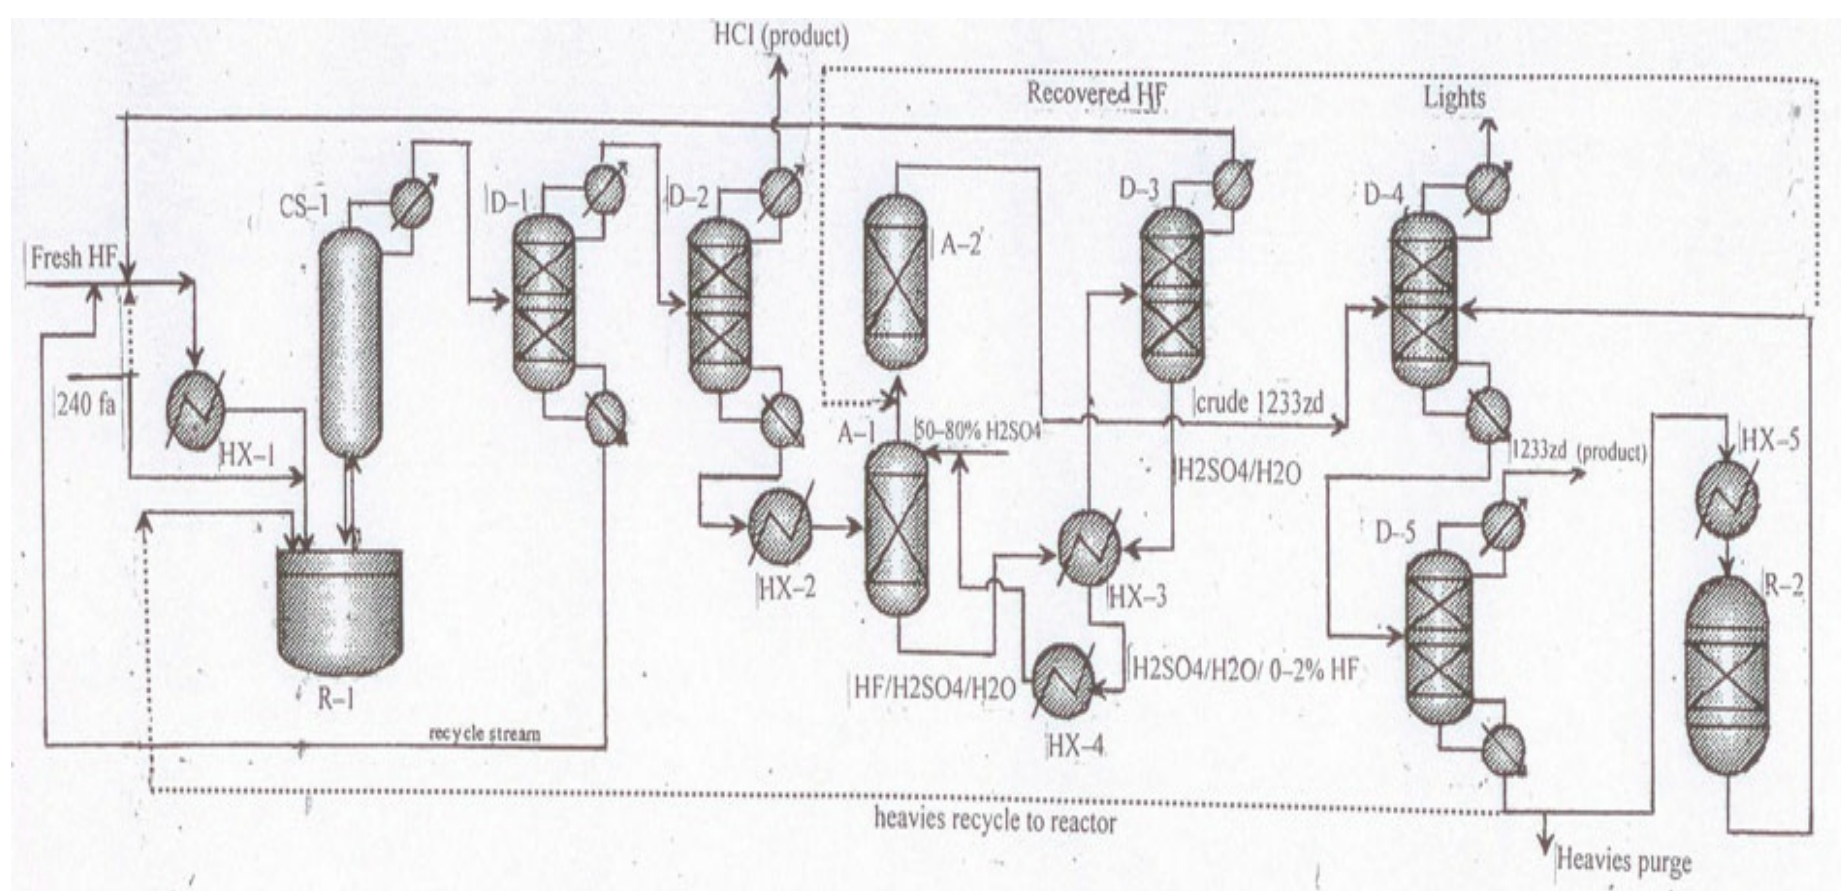 HCl (product)
Recovered HF
Lights
CS-1
D-1
D-2
D-3
D-4
Fresh HF
A-2
240 fa
HX-1
A-1
50-80% H2SO4
crude 1233zd
H2SO4/H2O
1233zd (product)
HX-5
D-5
HX-2
HX-3
R-2
R-1
HF/H2SO4/H2O
H2SO4/H2O/ 0-2% HF
recycle stream
HX-4
heavies recycle to reactor
Heavies purge